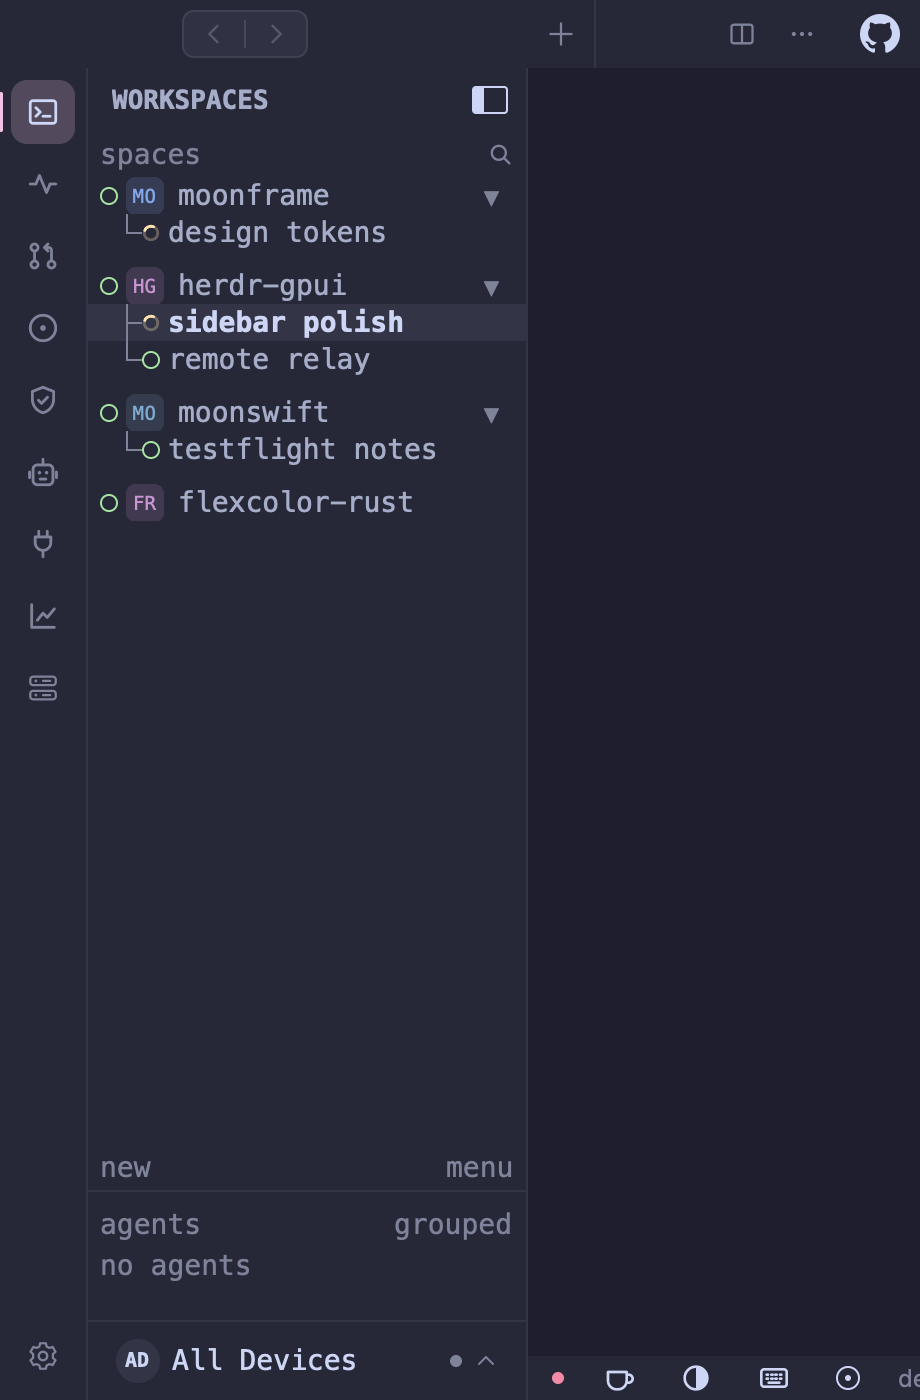 WORKSPACES
spaces
MO moonframe ▼
design tokens
HG herdr-gpui ▼
sidebar polish
remote relay
MO moonswift ▼
testflight notes
FR flexcolor-rust
new menu
agents grouped
no agents
AD All Devices